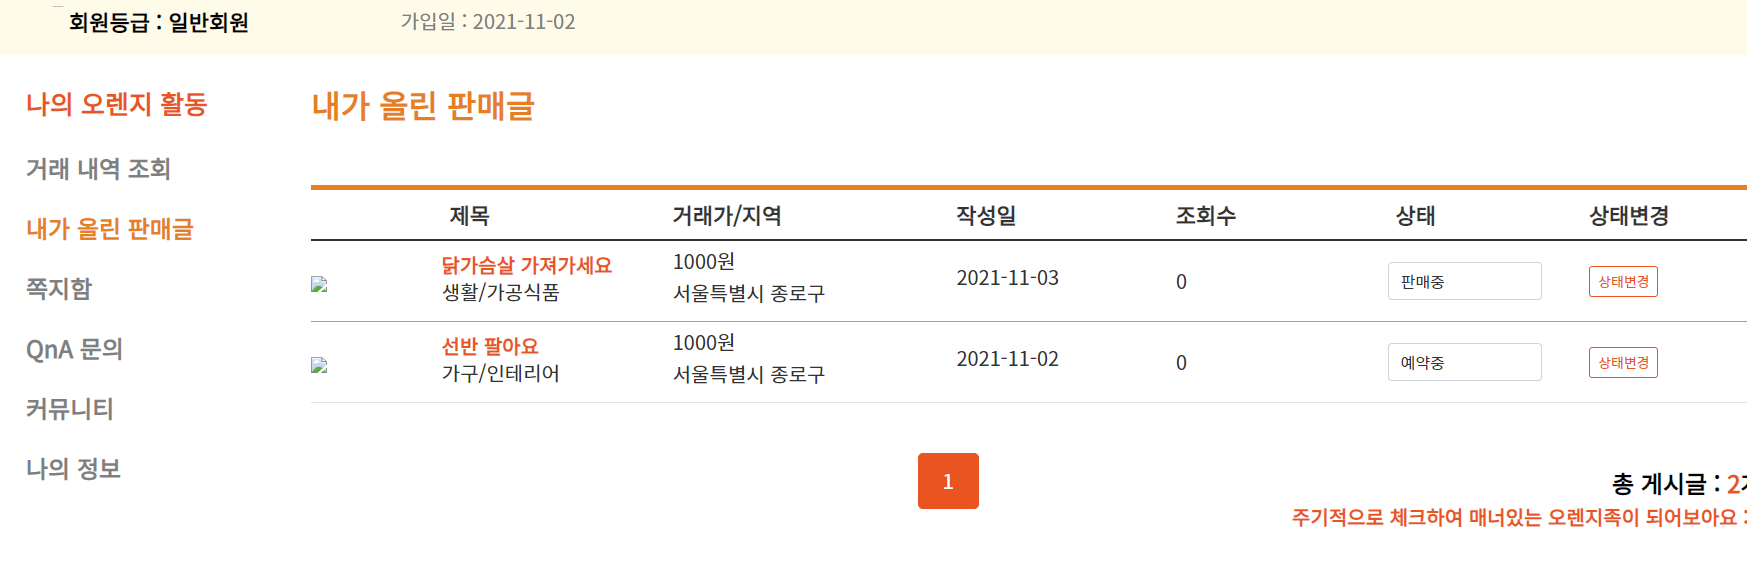 회원등급 : 일반회원 가입일 : 2021-11-02
나의 오렌지 활동
거래 내역 조회
내가 올린 판매글
쪽지함
QnA 문의
커뮤니티
나의 정보
내가 올린 판매글
제목 거래가/지역 작성일 조회수 상태 상태변경
닭가슴살 가져가세요
생활/가공식품
1000원
서울특별시 종로구
2021-11-03
0
판매중
상태변경
선반 팔아요
가구/인테리어
1000원
서울특별시 종로구
2021-11-02
0
예약중
상태변경
1
총 게시글 : 2
주기적으로 체크하여 매너있는 오렌지족이 되어보아요 :